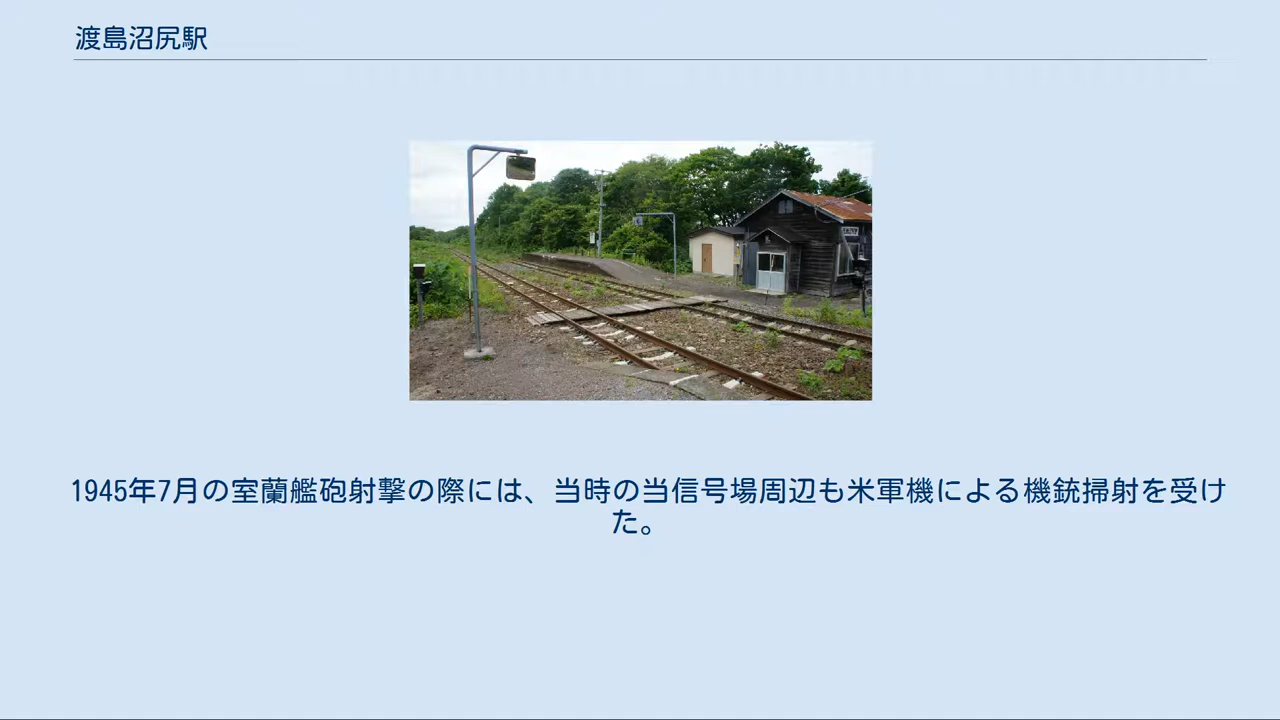 渡島沼尻駅
1945年7月の室蘭艦砲射撃の際には、当時の当信号場周辺も米軍機による機銃掃射を受け
た。